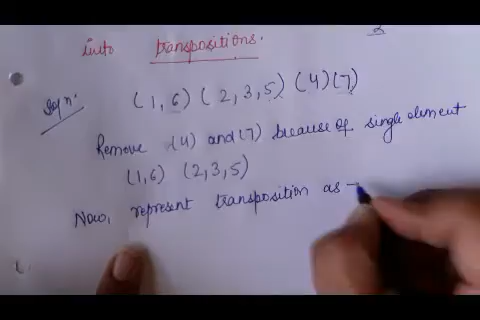 into transpositions.
Solⁿ. (1,6) (2,3,5) (4)(7)
Remove (4) and (7) because of single element
(1,6) (2,3,5)
Now, represent transposition as